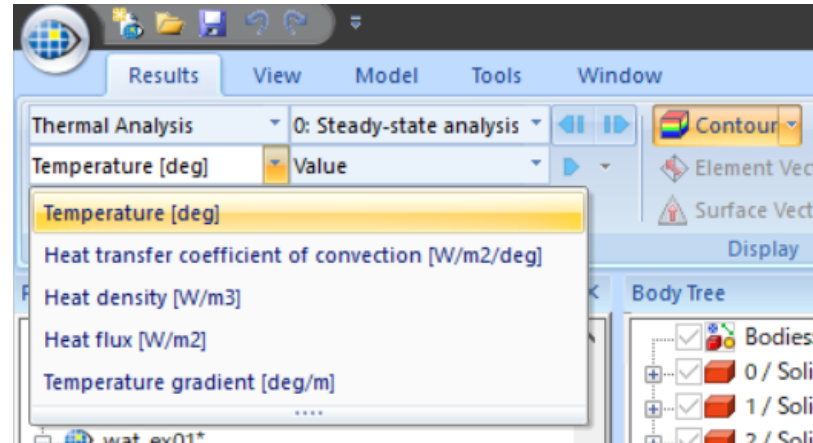 Results View Model Tools Window
Thermal Analysis 0: Steady-state analysis Contour
Temperature [deg] Value Element Vec
Temperature [deg] Surface Vect
Heat transfer coefficient of convection [W/m2/deg] Display
Heat density [W/m3] Body Tree
Heat flux [W/m2] Bodies
Temperature gradient [deg/m] 0 / Soli
1 / Soli
wat_ex01* 2 / Soli